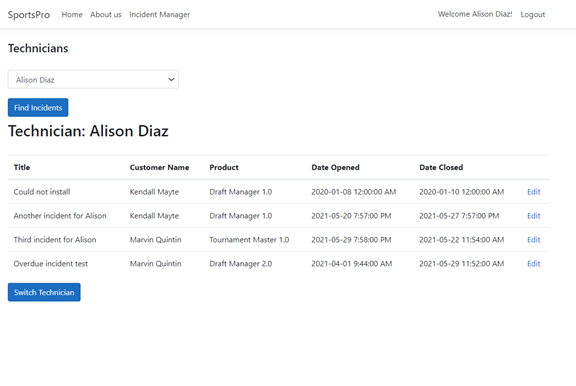 SportsPro Home About us Incident Manager Welcome Alison Diaz! Logout
Technicians
Alison Diaz
Find Incidents
Technician: Alison Diaz
Title Customer Name Product Date Opened Date Closed
Could not install Kendall Mayte Draft Manager 1.0 2020-01-08 12:00:00 AM 2020-01-10 12:00:00 AM Edit
Another incident for Alison Kendall Mayte Draft Manager 1.0 2021-05-20 7:57:00 PM 2021-05-27 7:57:00 PM Edit
Third incident for Alison Marvin Quintin Tournament Master 1.0 2021-05-29 7:58:00 PM 2021-05-22 11:54:00 AM Edit
Overdue incident test Marvin Quintin Draft Manager 2.0 2021-04-01 9:44:00 AM 2021-05-29 11:52:00 AM Edit
Switch Technician